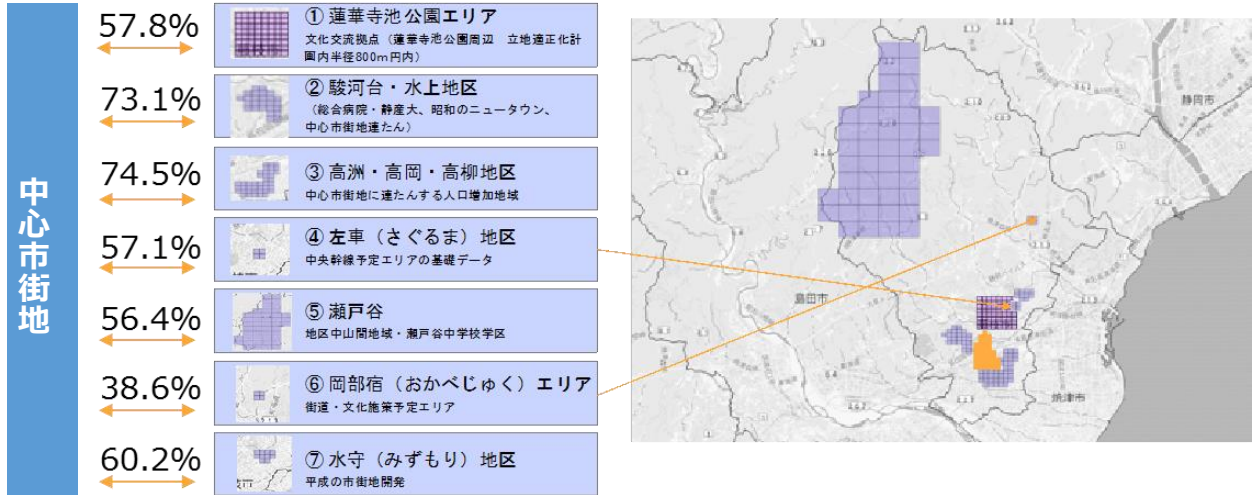 中心市街地
57.8%
①蓮華寺池公園エリア
文化交流拠点（蓮華寺池公園周辺　立地適正化計
画内半径800m円内）
73.1%
②駿河台・水上地区
（総合病院・静産大、昭和のニュータウン、
中心市街地連たん）
74.5%
③高洲・高岡・高柳地区
中心市街地に連たんする人口増加地域
57.1%
④左車（さぐるま）地区
中央幹線予定エリアの基礎データ
56.4%
⑤瀬戸谷
地区中山間地域・瀬戸谷中学校学区
38.6%
⑥岡部宿（おかべじゅく）エリア
街道・文化施策予定エリア
60.2%
⑦水守（みずもり）地区
平成の市街地開発
静岡市
島田市
焼津市